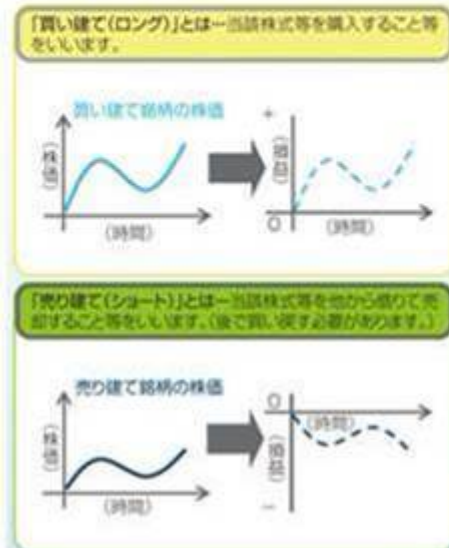 「買い建て(ロング)」とは―当該株式等を購入すること等
をいいます。
買い建て銘柄の株価
(株価)
(時間)
+
(損益)
0
(時間)
「売り建て(ショート)」とは―当該株式等を他から借りて売
却すること等をいいます。(後で買い戻す必要があります。)
売り建て銘柄の株価
(株価)
(時間)
0
(時間)
(損益)
−